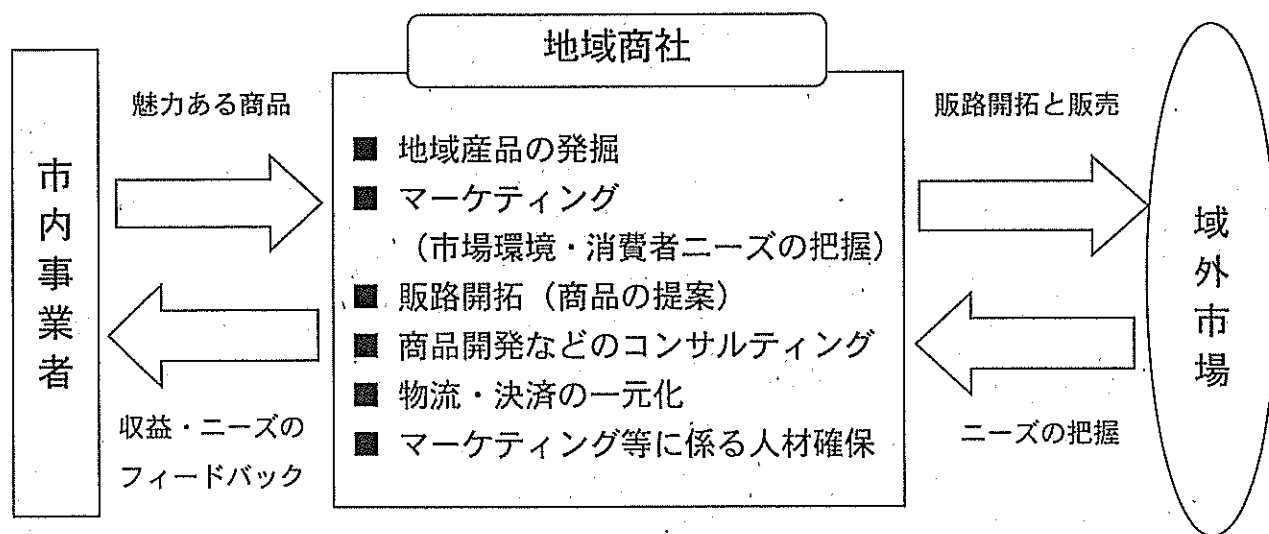 地域商社
市内事業者
魅力ある商品
収益・ニーズの
フィードバック
■ 地域産品の発掘
■ マーケティング
（市場環境・消費者ニーズの把握）
■ 販路開拓（商品の提案）
■ 商品開発などのコンサルティング
■ 物流・決済の一元化
■ マーケティング等に係る人材確保
販路開拓と販売
ニーズの把握
域外市場